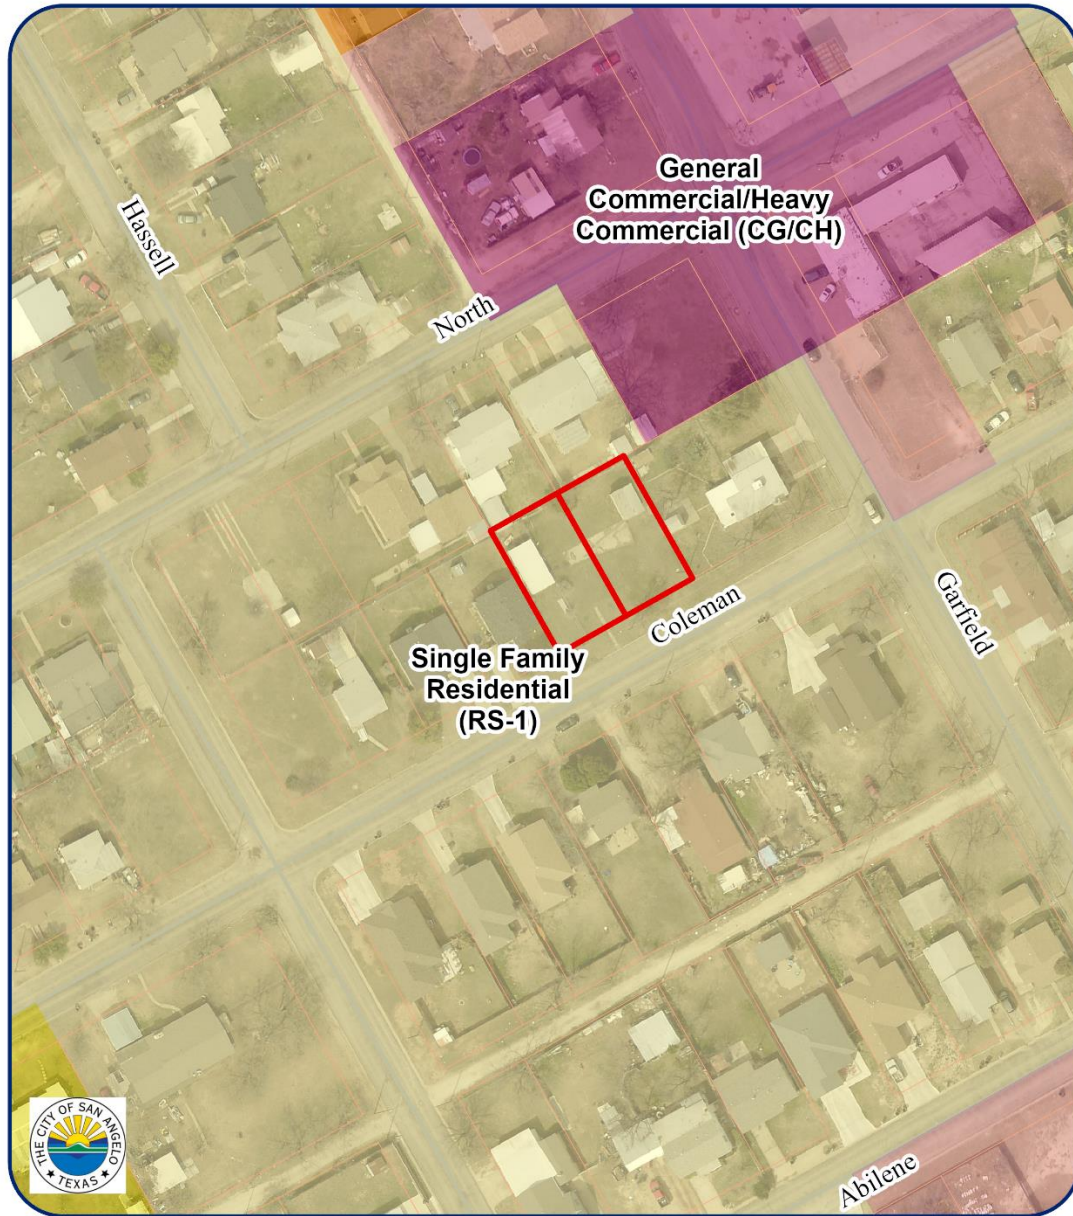 General
Commercial/Heavy
Commercial (CG/CH)
Hassell
North
Coleman
Garfield
Single Family
Residential
(RS-1)
THE CITY OF SAN ANGELO
TEXAS
Abilene